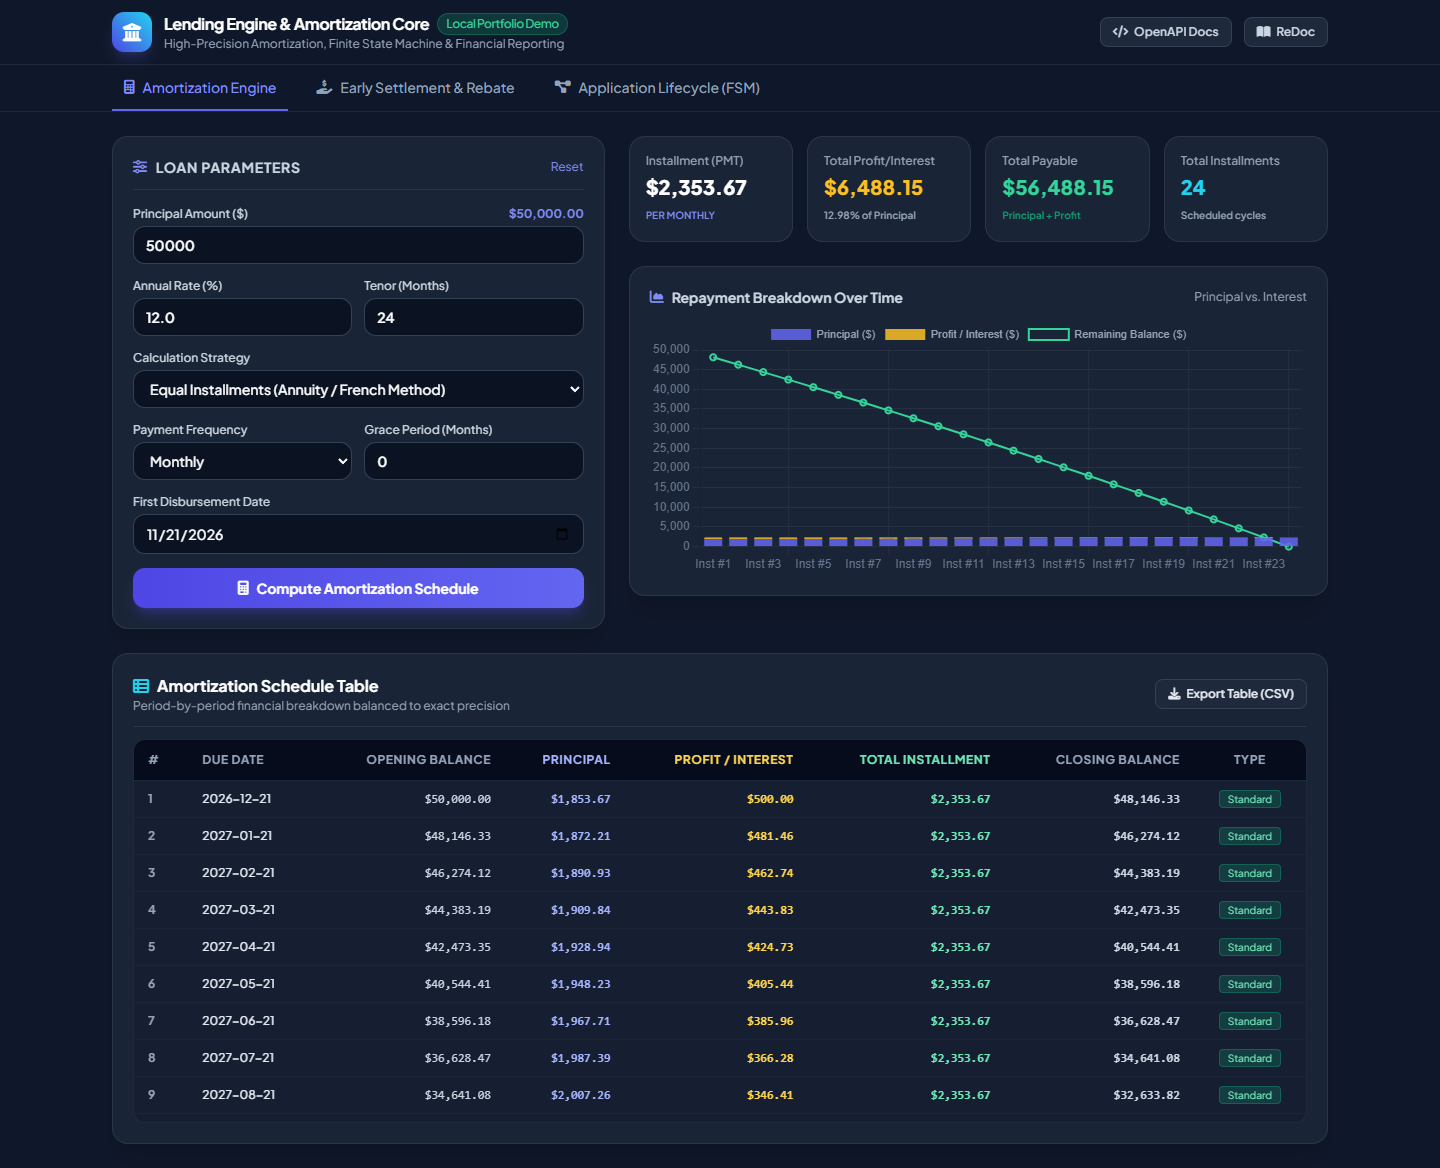 Lending Engine & Amortization Core
Local Portfolio Demo
High-Precision Amortization, Finite State Machine & Financial Reporting
OpenAPI Docs
ReDoc
Amortization Engine
Early Settlement & Rebate
Application Lifecycle (FSM)
LOAN PARAMETERS
Reset
Principal Amount ($)
$50,000.00
50000
Annual Rate (%)
Tenor (Months)
12.0
24
Calculation Strategy
Equal Installments (Annuity / French Method)
Payment Frequency
Grace Period (Months)
Monthly
0
First Disbursement Date
11/21/2026
Compute Amortization Schedule
Installment (PMT)
$2,353.67
PER MONTHLY
Total Profit/Interest
$6,488.15
12.98% of Principal
Total Payable
$56,488.15
Principal + Profit
Total Installments
24
Scheduled cycles
Repayment Breakdown Over Time
Principal vs. Interest
Principal ($)
Profit / Interest ($)
Remaining Balance ($)
50,000
45,000
40,000
35,000
30,000
25,000
20,000
15,000
10,000
5,000
0
Inst #1 Inst #3 Inst #5 Inst #7 Inst #9 Inst #11 Inst #13 Inst #15 Inst #17 Inst #19 Inst #21 Inst #23
Amortization Schedule Table
Period-by-period financial breakdown balanced to exact precision
Export Table (CSV)
# DUE DATE OPENING BALANCE PRINCIPAL PROFIT / INTEREST TOTAL INSTALLMENT CLOSING BALANCE TYPE
1 2026-12-21 $50,000.00 $1,853.67 $500.00 $2,353.67 $48,146.33 Standard
2 2027-01-21 $48,146.33 $1,872.21 $481.46 $2,353.67 $46,274.12 Standard
3 2027-02-21 $46,274.12 $1,890.93 $462.74 $2,353.67 $44,383.19 Standard
4 2027-03-21 $44,383.19 $1,909.84 $443.83 $2,353.67 $42,473.35 Standard
5 2027-04-21 $42,473.35 $1,928.94 $424.73 $2,353.67 $40,544.41 Standard
6 2027-05-21 $40,544.41 $1,948.23 $405.44 $2,353.67 $38,596.18 Standard
7 2027-06-21 $38,596.18 $1,967.71 $385.96 $2,353.67 $36,628.47 Standard
8 2027-07-21 $36,628.47 $1,987.39 $366.28 $2,353.67 $34,641.08 Standard
9 2027-08-21 $34,641.08 $2,007.26 $346.41 $2,353.67 $32,633.82 Standard